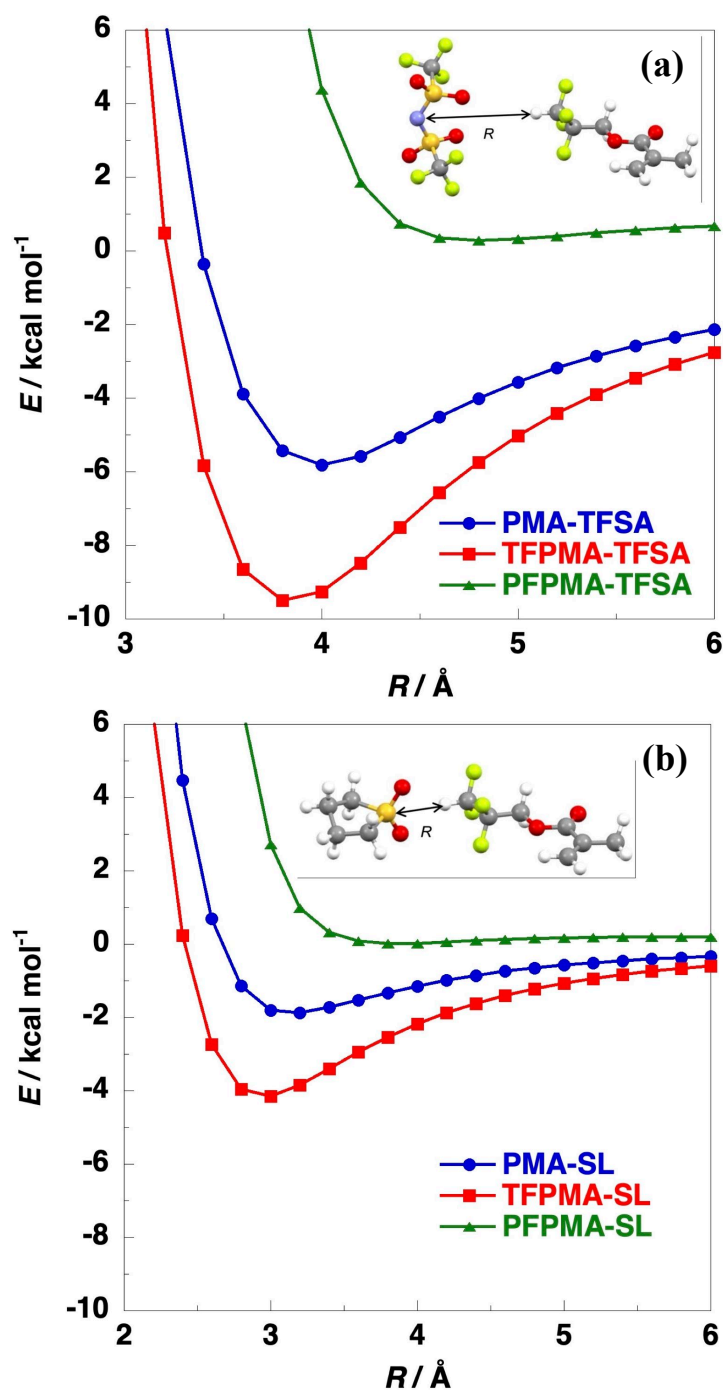 (a)
6
4
2
0
-2
-4
-6
-8
-10
E / kcal mol⁻¹
R
PMA-TFSA
TFPMA-TFSA
PFPMA-TFSA
3 4 5 6
R / Å
(b)
6
4
2
0
-2
-4
-6
-8
-10
E / kcal mol⁻¹
R
PMA-SL
TFPMA-SL
PFPMA-SL
2 3 4 5 6
R / Å